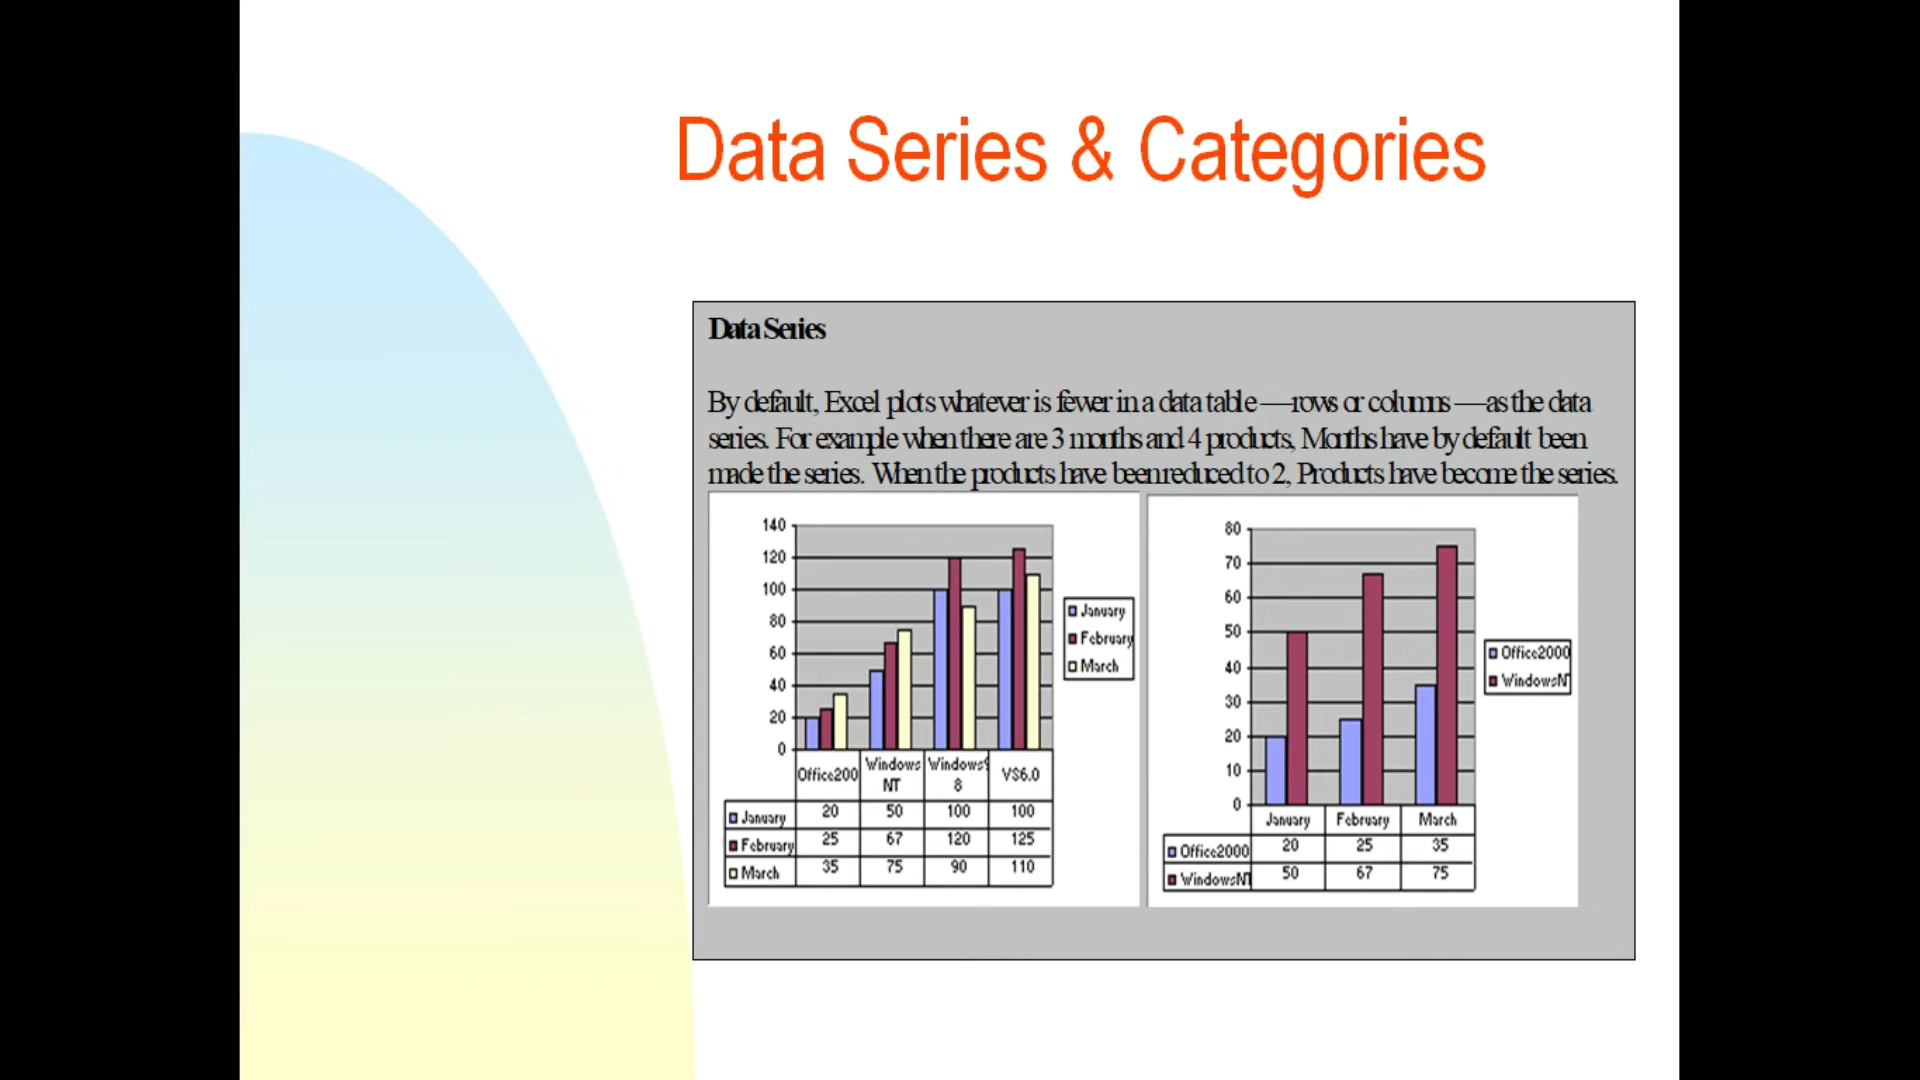 Data Series & Categories
Data Series
By default, Excel plots whatever is fewer in a data table —rows or columns —as the data
series. For example when there are 3 months and 4 products, Months have by default been
made the series. When the products have been reduced to 2, Products have become the series.
140
120
100
80
60
40
20
0
Office200 Windows NT Windows9 8 VS6.0
January 20 50 100 100
February 25 67 120 125
March 35 75 90 110
January
February
March
80
70
60
50
40
30
20
10
0
January February March
Office2000 20 25 35
WindowsNT 50 67 75
Office2000
WindowsNT